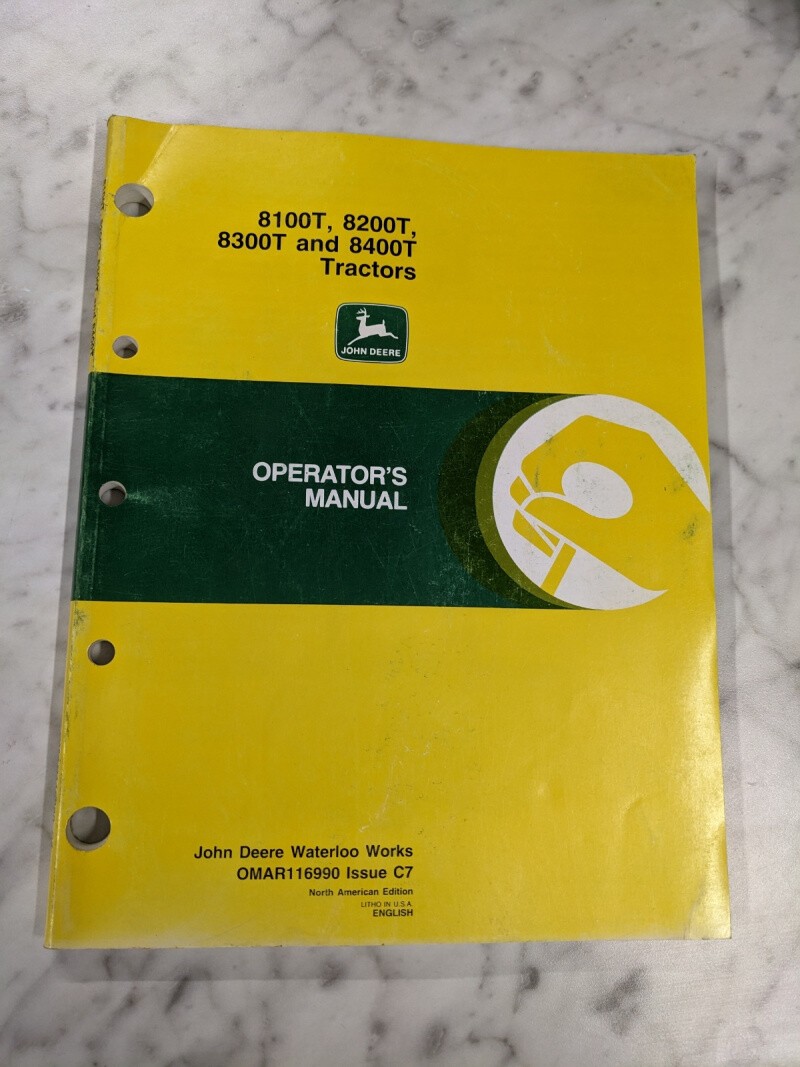 8100T, 8200T,
8300T and 8400T
Tractors
JOHN DEERE
OPERATOR'S
MANUAL
John Deere Waterloo Works
OMAR116990 Issue C7
North American Edition
LITHO IN U.S.A.
ENGLISH